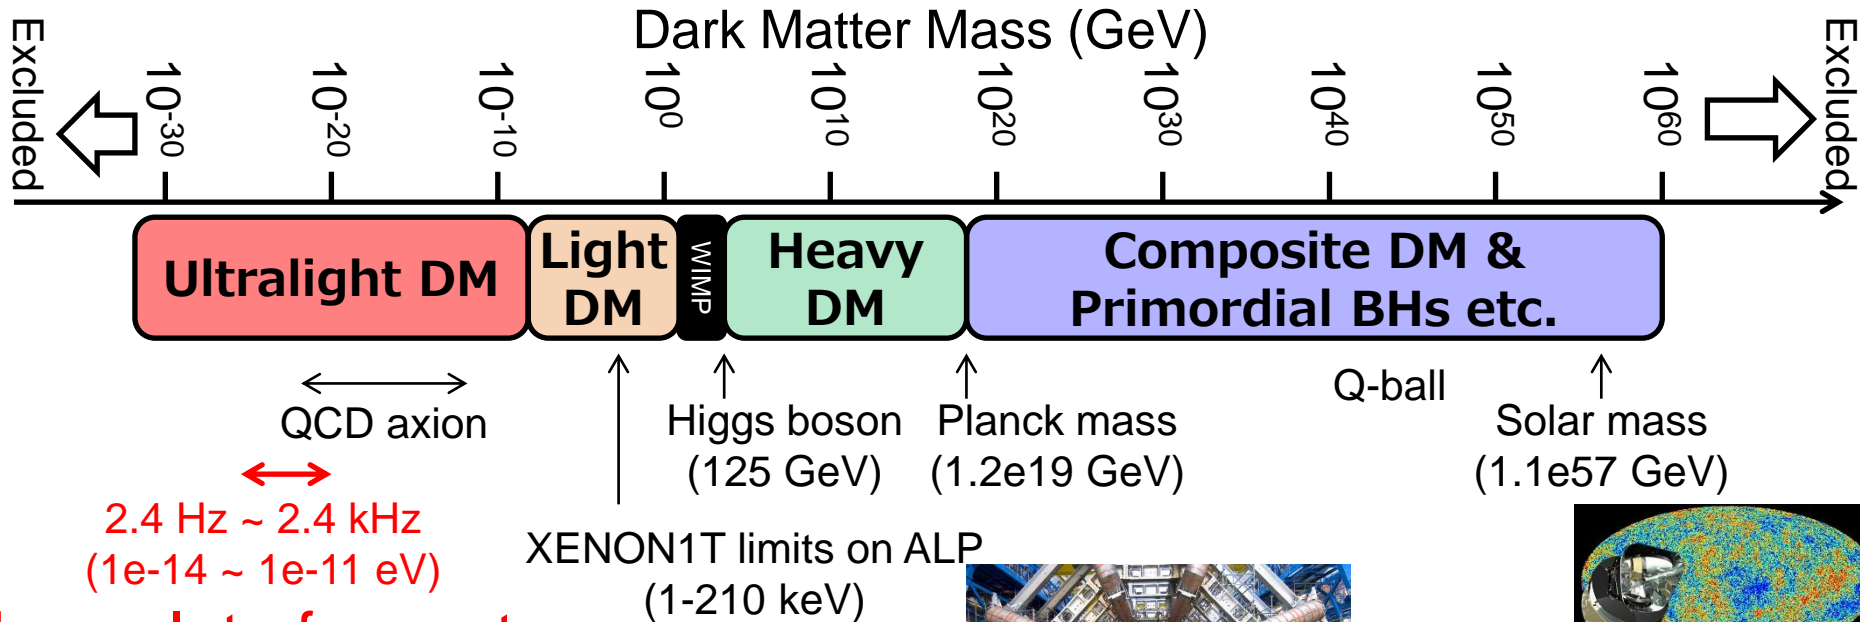 Dark Matter Mass (GeV)
Excluded
Excluded
10-30
10-20
10-10
100
1010
1020
1030
1040
1050
1060
Ultralight DM
Light
DM
WIMP
Heavy
DM
Composite DM &
Primordial BHs etc.
QCD axion
Higgs boson
(125 GeV)
Planck mass
(1.2e19 GeV)
Q-ball
Solar mass
(1.1e57 GeV)
2.4 Hz ~ 2.4 kHz
(1e-14 ~ 1e-11 eV)
XENON1T limits on ALP
(1-210 keV)